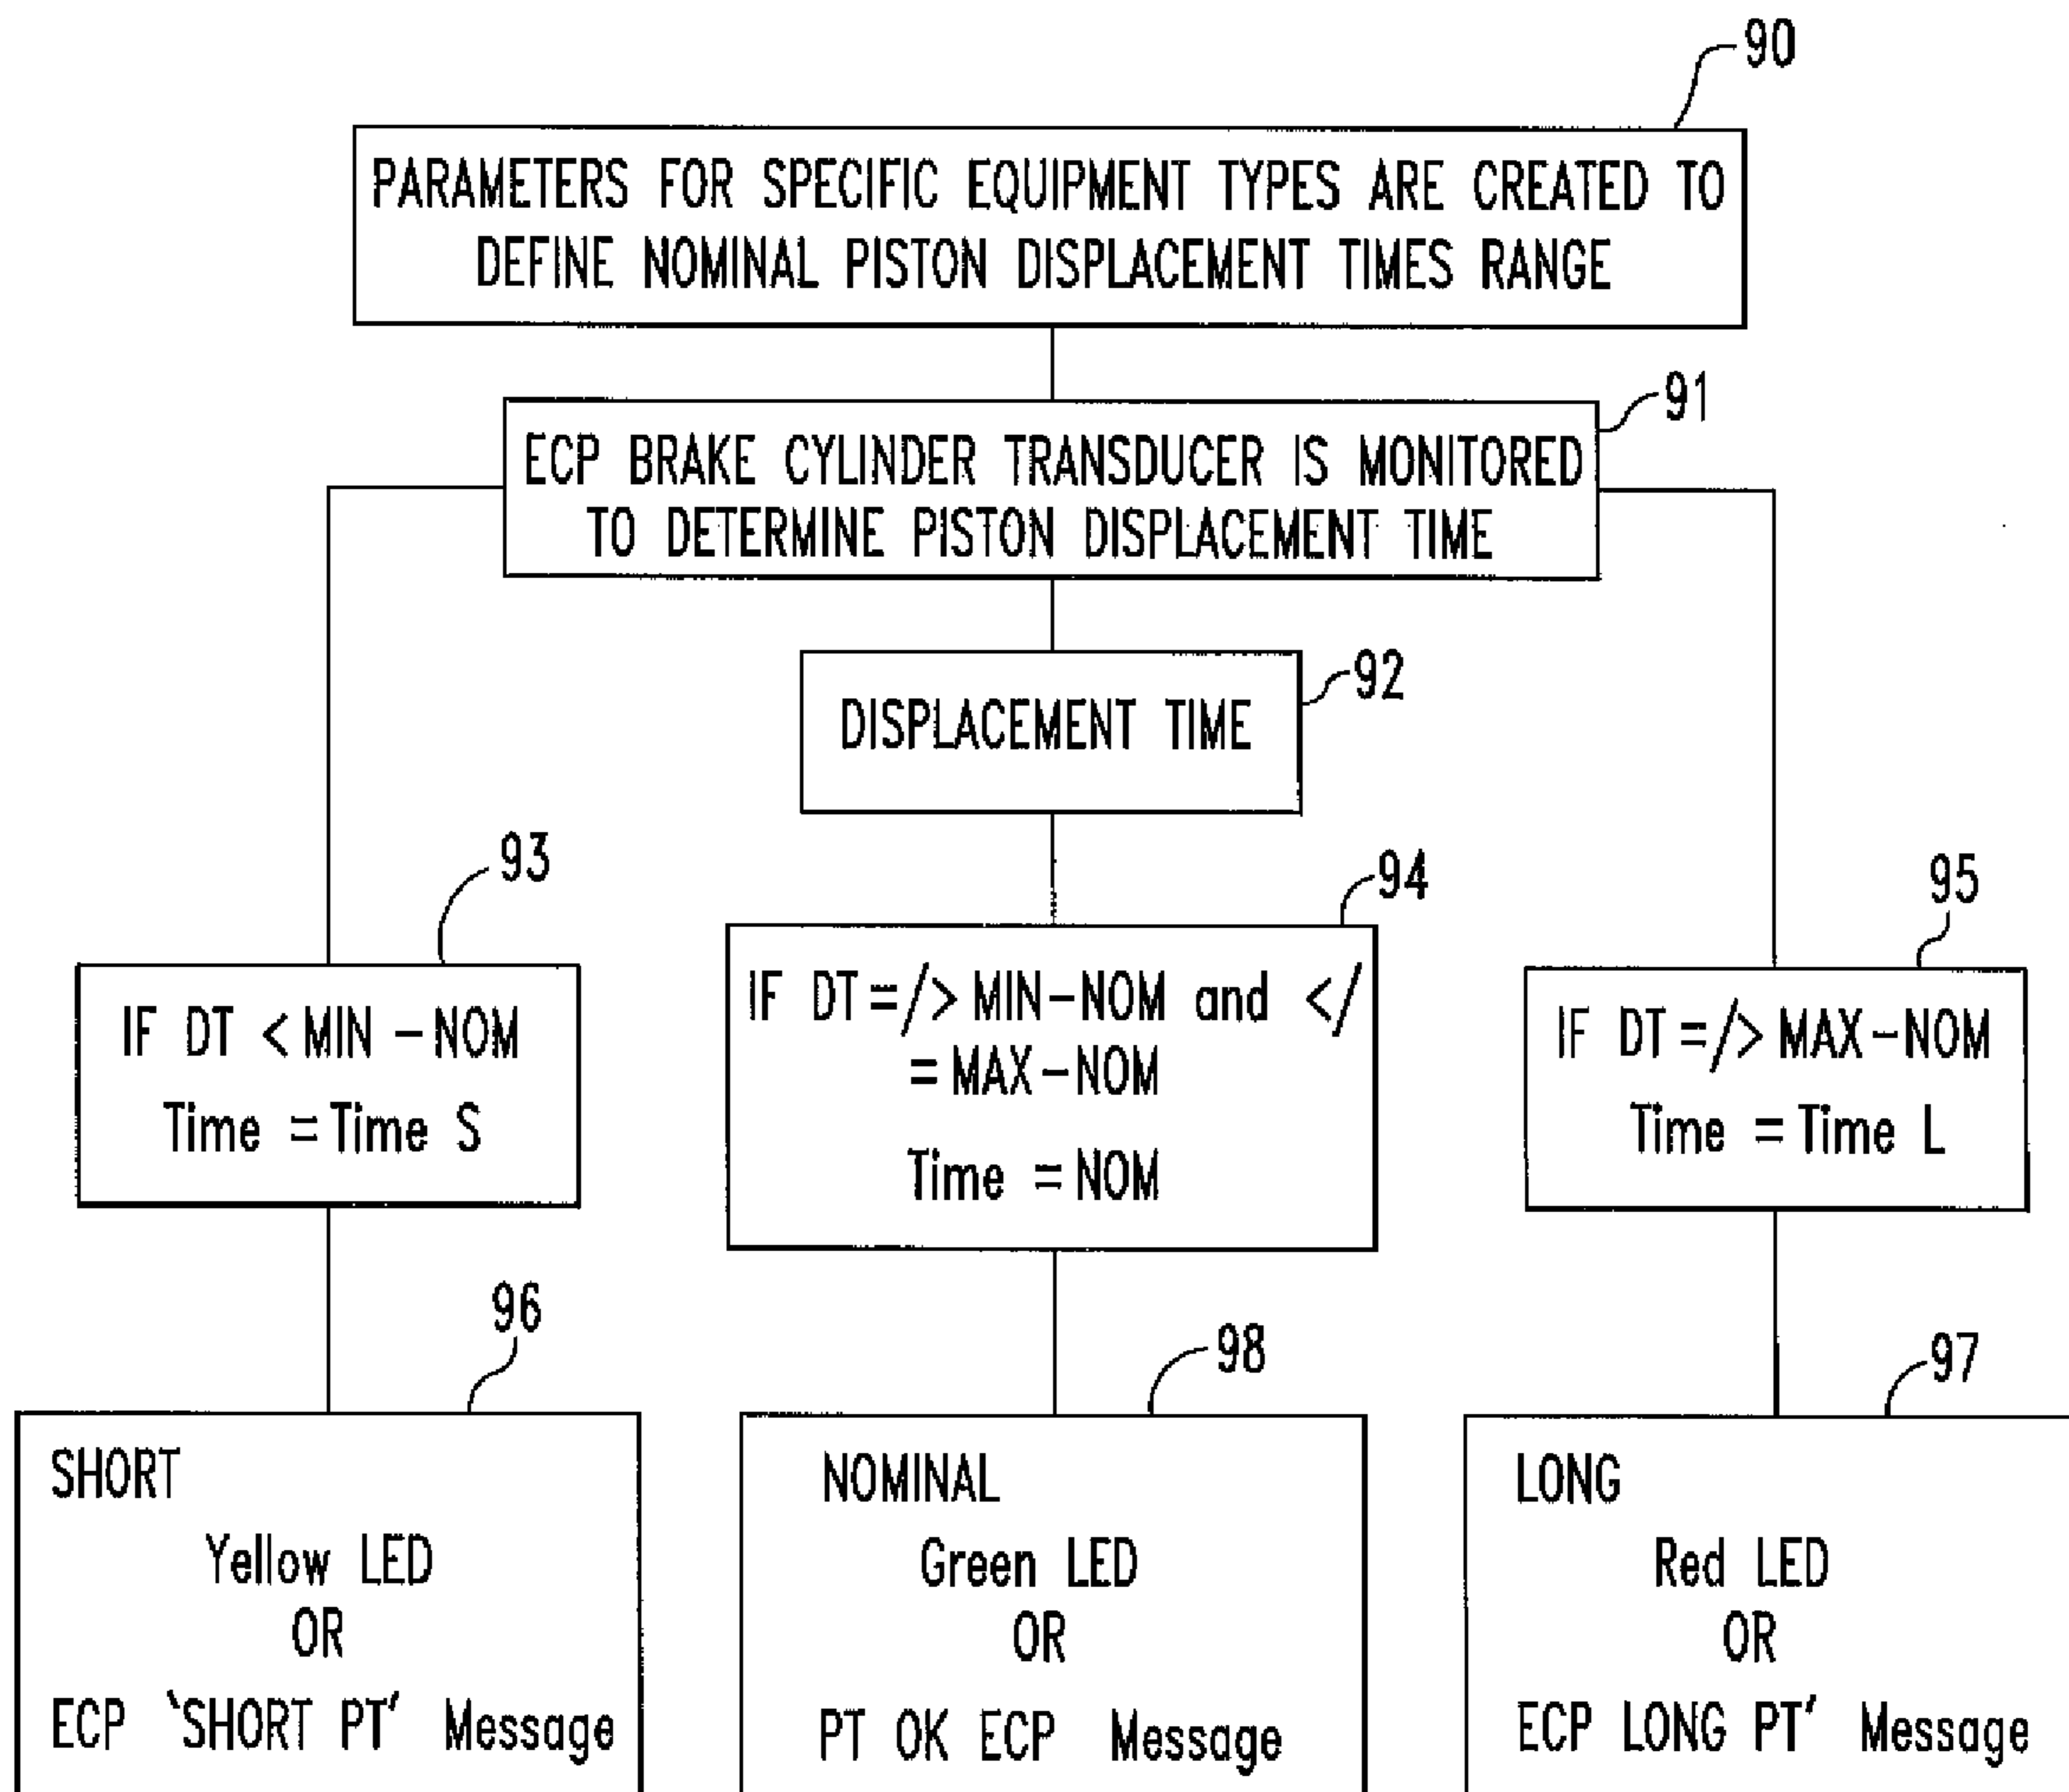 90
PARAMETERS FOR SPECIFIC EQUIPMENT TYPES ARE CREATED TO
DEFINE NOMINAL PISTON DISPLACEMENT TIMES RANGE
91
ECP BRAKE CYLINDER TRANSDUCER IS MONITORED
TO DETERMINE PISTON DISPLACEMENT TIME
92
DISPLACEMENT TIME
93
IF DT < MIN - NOM
Time = Time S
94
IF DT =/> MIN-NOM and </
= MAX-NOM
Time = NOM
95
IF DT =/> MAX-NOM
Time = Time L
96
SHORT
Yellow LED
OR
ECP 'SHORT PT' Message
98
NOMINAL
Green LED
OR
PT OK ECP Message
97
LONG
Red LED
OR
ECP LONG PT' Message